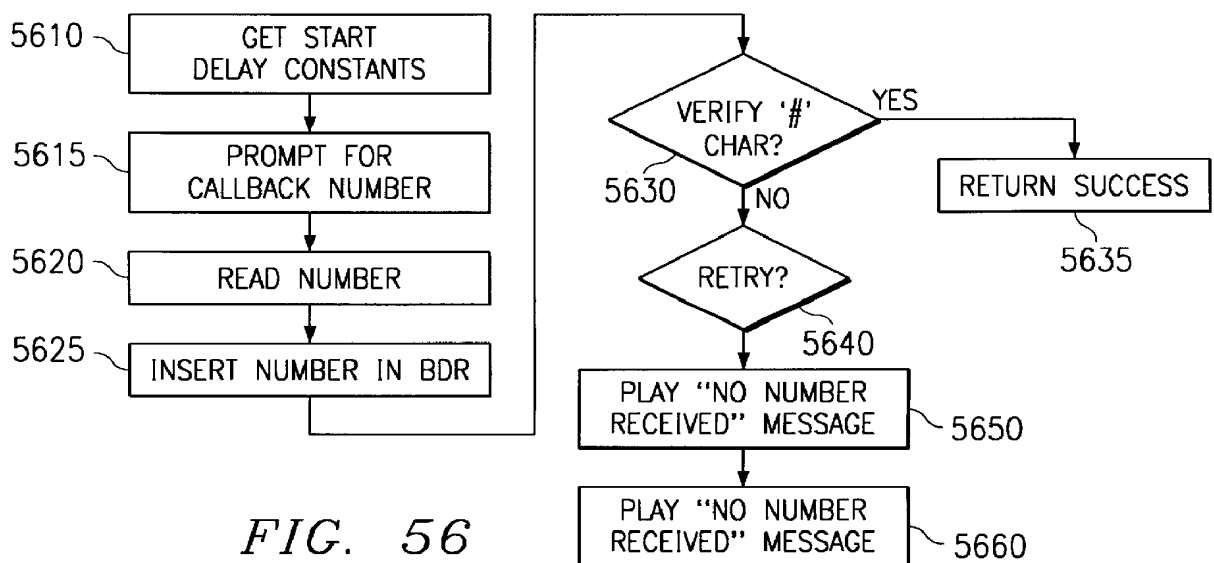 5610
GET START
DELAY CONSTANTS
5615
PROMPT FOR
CALLBACK NUMBER
5620
READ NUMBER
5625
INSERT NUMBER IN BDR
VERIFY '#'
CHAR?
5630
YES
RETURN SUCCESS
5635
NO
RETRY?
5640
PLAY “NO NUMBER
RECEIVED” MESSAGE
5650
PLAY “NO NUMBER
RECEIVED” MESSAGE
5660
FIG. 56